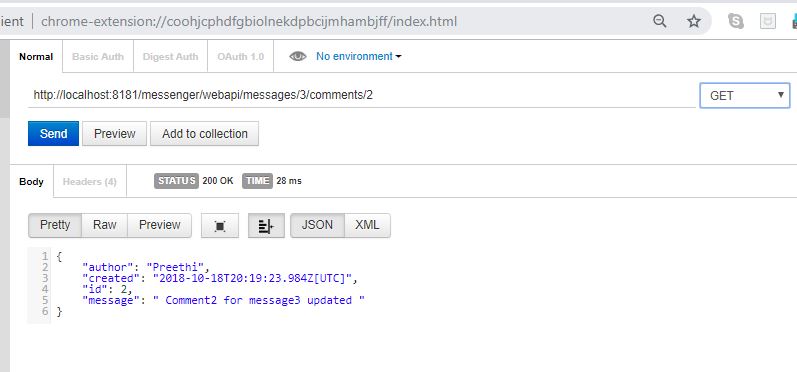 ient | chrome-extension://coohjcphdfgbiolnekdpbcijmhambjff/index.html
Normal Basic Auth Digest Auth OAuth 1.0 No environment
http://localhost:8181/messenger/webapi/messages/3/comments/2 GET
Send Preview Add to collection
Body Headers (4) STATUS 200 OK TIME 28 ms
Pretty Raw Preview JSON XML
1 {
2 "author": "Preethi",
3 "created": "2018-10-18T20:19:23.984Z[UTC]",
4 "id": 2,
5 "message": " Comment2 for message3 updated "
6 }